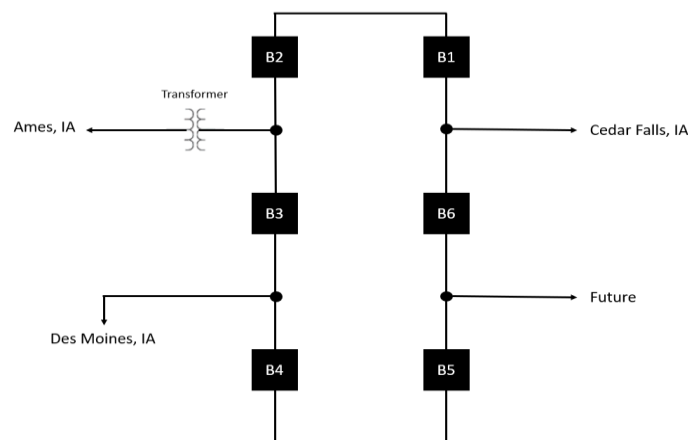 B2
B1
Transformer
Ames, IA
Cedar Falls, IA
B3
B6
Future
Des Moines, IA
B4
B5